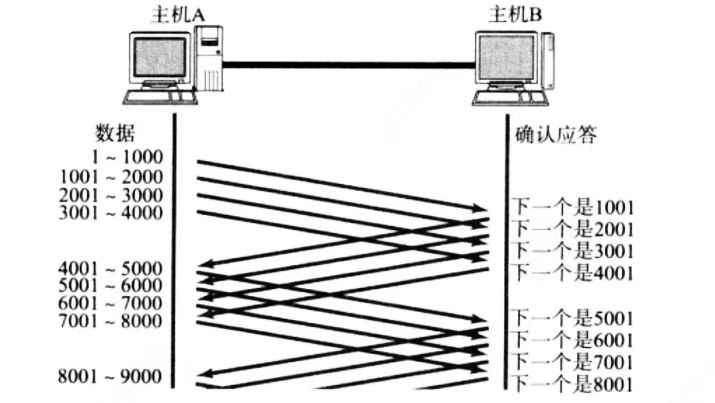 主机A
主机B
数据
确认应答
1 ~ 1000
1001 ~ 2000
2001 ~ 3000
3001 ~ 4000
下一个是1001
下一个是2001
下一个是3001
下一个是4001
4001 ~ 5000
5001 ~ 6000
6001 ~ 7000
7001 ~ 8000
下一个是5001
下一个是6001
下一个是7001
下一个是8001
8001 ~ 9000